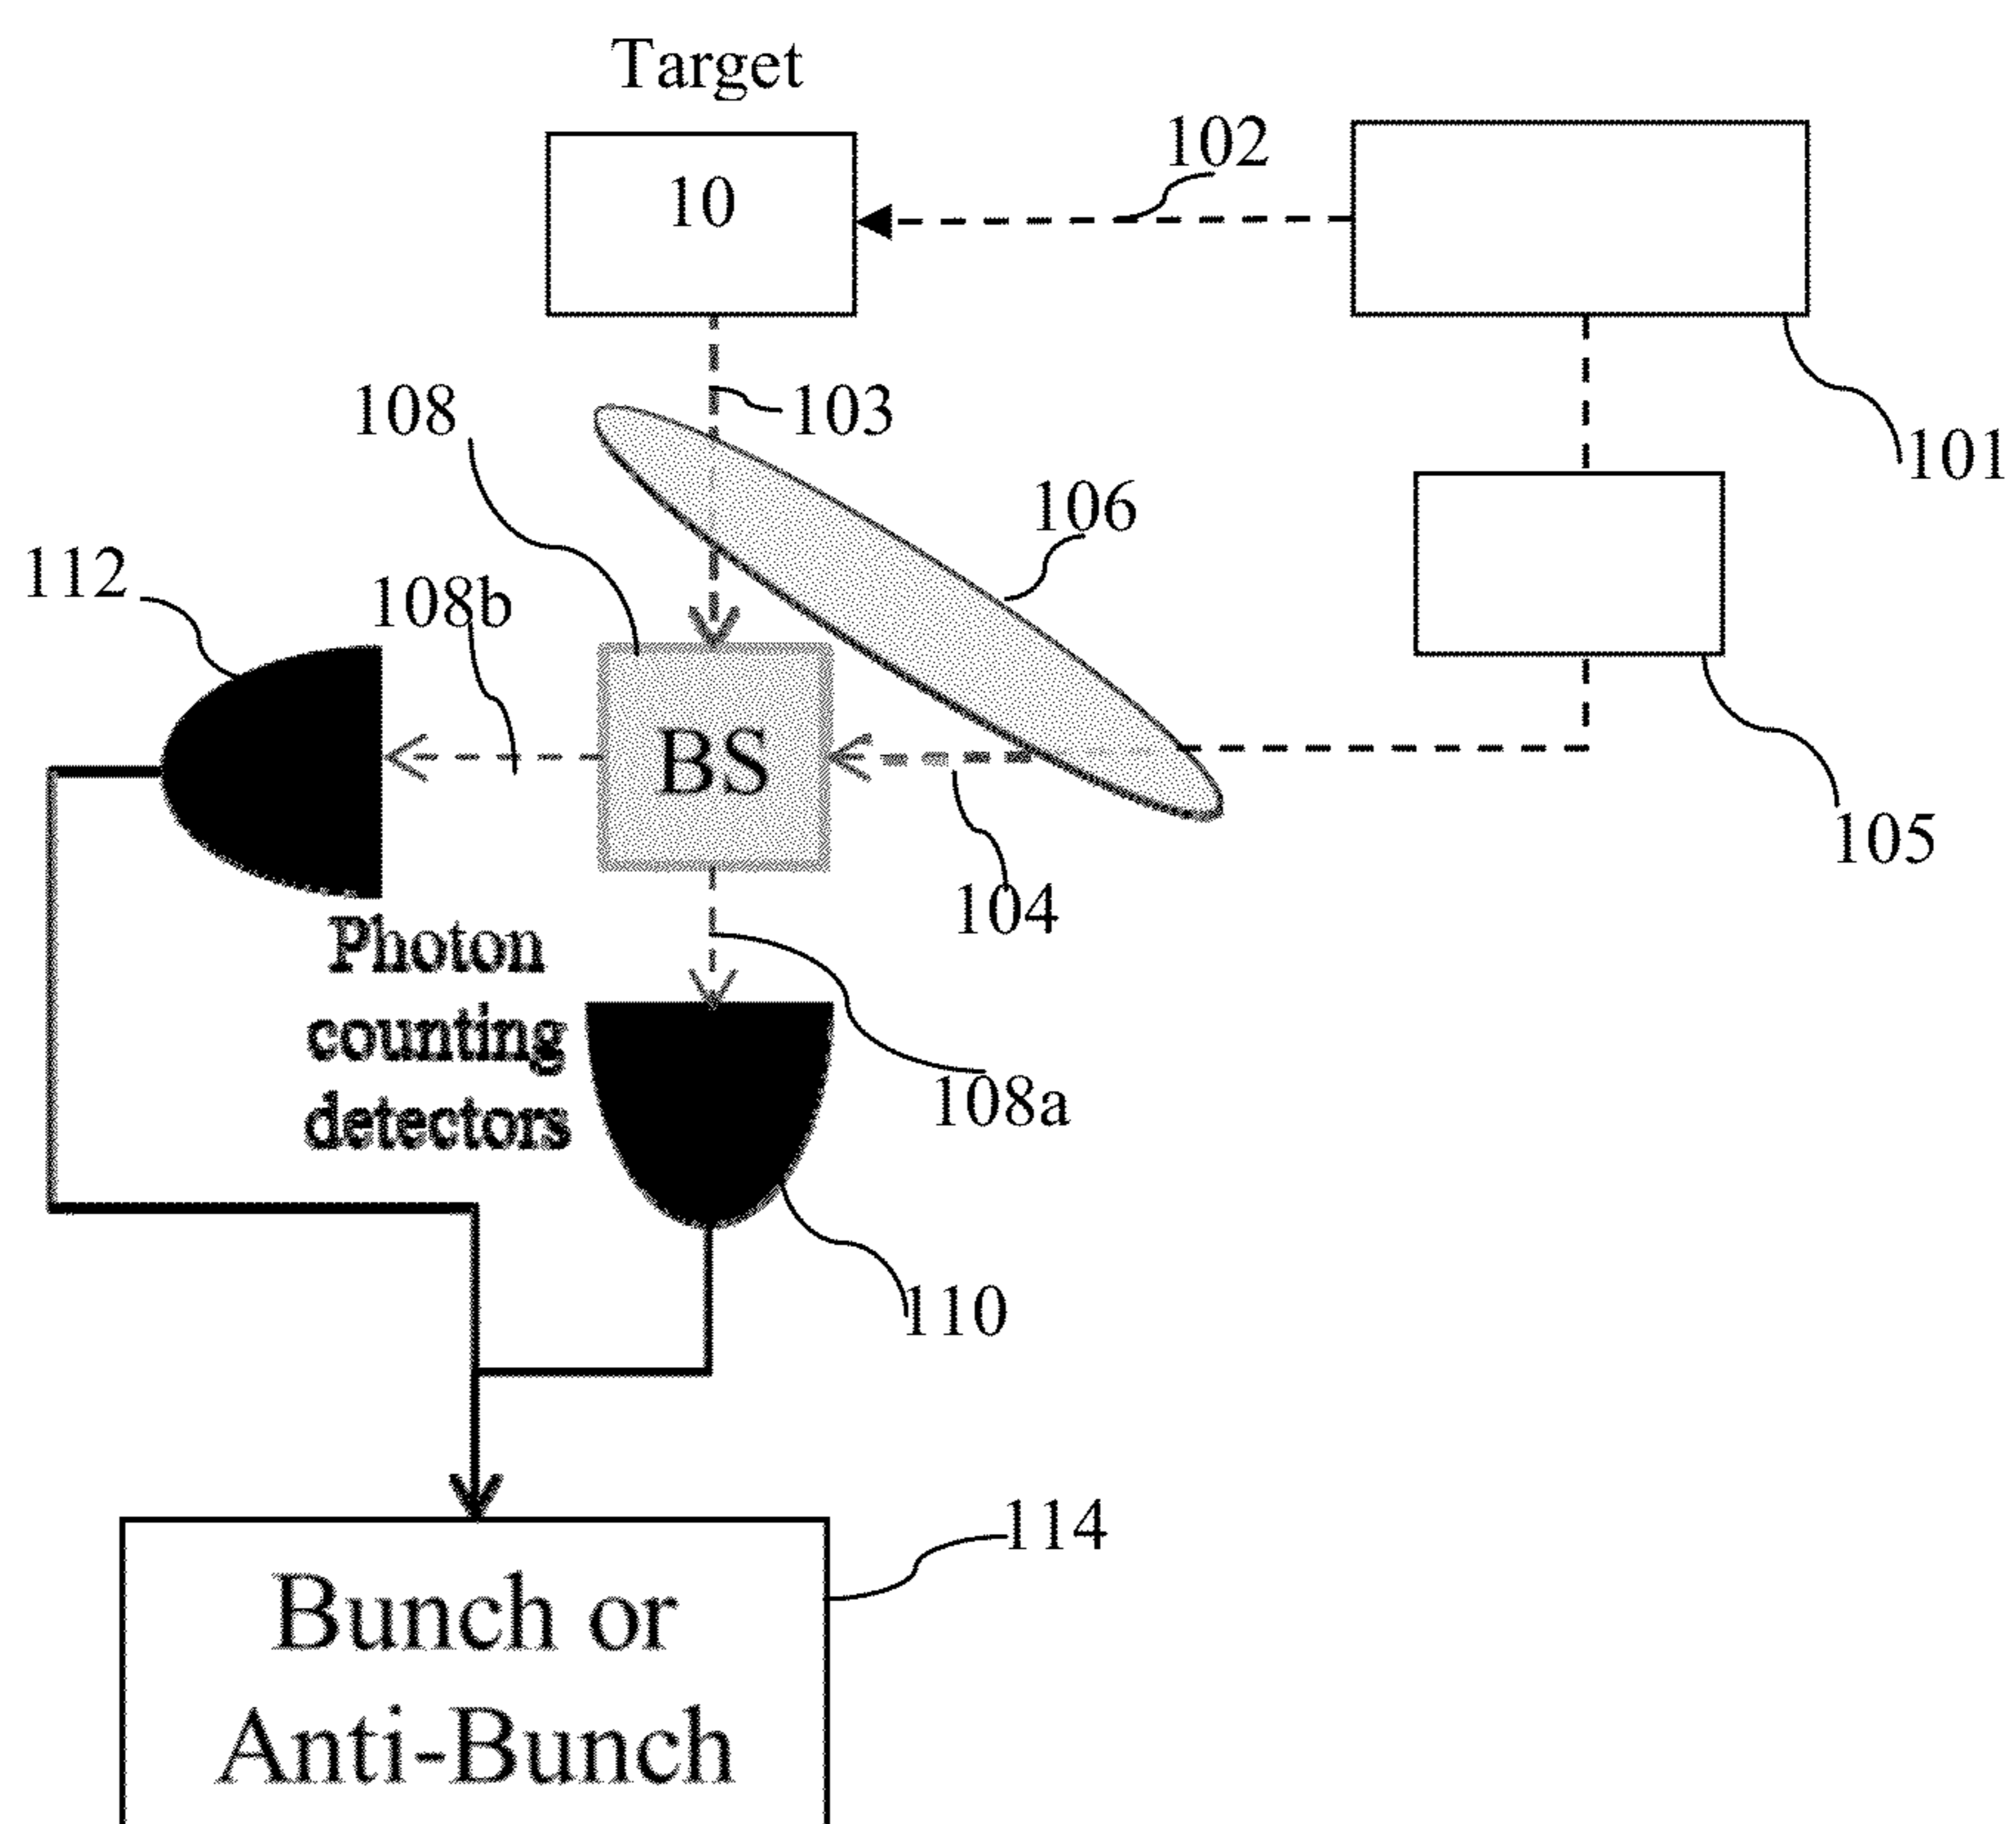 Target
10
102
101
103
108
106
112
108b
BS
105
104
Photon
counting
detectors
108a
110
114
Bunch or
Anti-Bunch